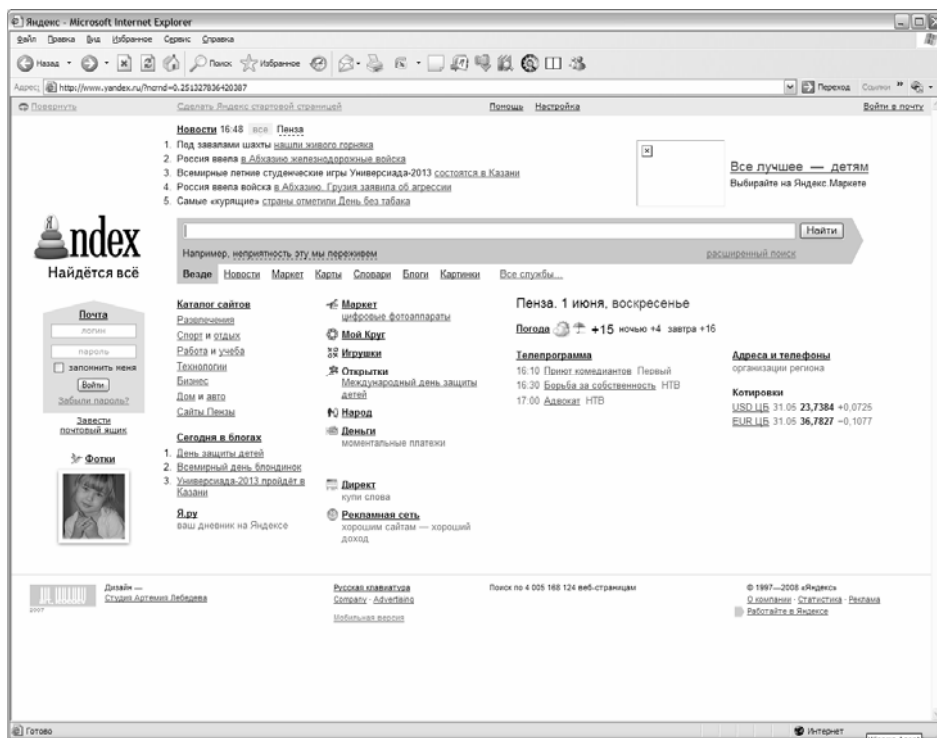 Яндекс - Microsoft Internet Explorer
Файл Правка Вид Избранное Сервис Справка
Назад Поиск Избранное
Адрес: http://www.yandex.ru/?ncrnd=0.251327836420387 Переход Ссылки
Повернуть Сделать Яндекс стартовой страницей Помощь Настройка Войти в почту
Новости 16:48 все Пенза
1. Под завалами шахты нашли живого горняка
2. Россия ввела в Абхазию железнодорожные войска
3. Всемирные летние студенческие игры Универсиада-2013 состоятся в Казани
4. Россия ввела войска в Абхазию. Грузия заявила об агрессии
5. Самые «курящие» страны отметили День без табака
Все лучшее — детям
Выбирайте на Яндекс.Маркете
Яndex
Найдётся всё
Найти
Например, неприятность эту мы переживем расширенный поиск
Везде Новости Маркет Карты Словари Блоги Картинки Все службы...
Почта
логин
пароль
запомнить меня
Войти
Забыли пароль?
Завести
почтовый ящик
Фотки
Каталог сайтов
Развлечения
Спорт и отдых
Работа и учеба
Технологии
Бизнес
Дом и авто
Сайты Пензы
Сегодня в блогах
1. День защиты детей
2. Всемирный день блондинок
3. Универсиада-2013 пройдёт в
Казани
Я.ру
ваш дневник на Яндексе
Маркет
цифровые фотоаппараты
Мой Круг
Игрушки
Открытки
Международный день защиты
детей
Народ
Деньги
моментальные платежи
Директ
купи слова
Рекламная сеть
хорошим сайтам — хороший
доход
Пенза. 1 июня, воскресенье
Погода +15 ночью +4 завтра +16
Телепрограмма
16:10 Приют комедиантов Первый
16:30 Борьба за собственность НТВ
17:00 Адвокат НТВ
Адреса и телефоны
организации региона
Котировки
USD ЦБ 31.05 23,7384 +0,0725
EUR ЦБ 31.05 36,7827 −0,1077
2007
Дизайн —
Студия Артемия Лебедева
Русская клавиатура
Company · Advertising
Мобильная версия
Поиск по 4 005 168 124 веб-страницам
© 1997—2008 «Яндекс»
О компании · Статистика · Реклама
Работайте в Яндексе
Готово Интернет